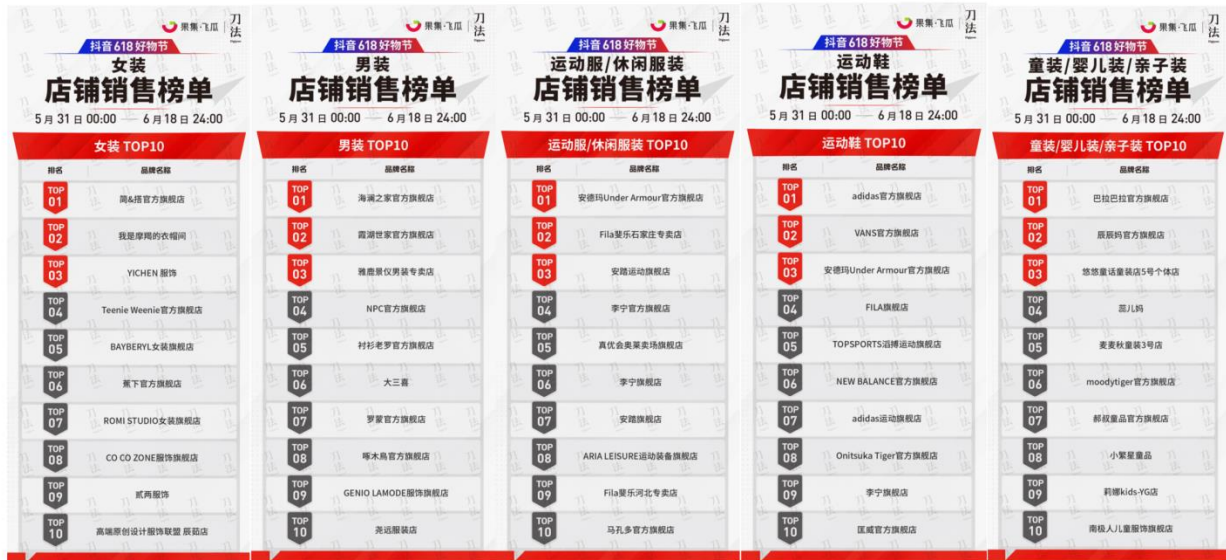 果集·飞瓜 刀法
抖音618好物节
女装
店铺销售榜单
5月31日00:00 — 6月18日24:00
女装 TOP10
排名 品牌名称
TOP 01 简&搭官方旗舰店
TOP 02 我是摩羯的衣帽间
TOP 03 YICHEN 服饰
TOP 04 Teenie Weenie官方旗舰店
TOP 05 BAYBERYL女装旗舰店
TOP 06 蕉下官方旗舰店
TOP 07 ROMI STUDIO女装旗舰店
TOP 08 CO CO ZONE服饰旗舰店
TOP 09 贰两服饰
TOP 10 高端原创设计服饰联盟 辰茹店
果集·飞瓜 刀法
抖音618好物节
男装
店铺销售榜单
5月31日00:00 — 6月18日24:00
男装 TOP10
排名 品牌名称
TOP 01 海澜之家官方旗舰店
TOP 02 霞湖世家官方旗舰店
TOP 03 雅鹿景仪男装专卖店
TOP 04 NPC官方旗舰店
TOP 05 衬衫老罗官方旗舰店
TOP 06 大三喜
TOP 07 罗蒙官方旗舰店
TOP 08 啄木鳥官方旗舰店
TOP 09 GENIO LAMODE服饰旗舰店
TOP 10 尧远服装店
果集·飞瓜 刀法
抖音618好物节
运动服/休闲服装
店铺销售榜单
5月31日00:00 — 6月18日24:00
运动服/休闲服装 TOP10
排名 品牌名称
TOP 01 安德玛Under Armour官方旗舰店
TOP 02 Fila斐乐石家庄专卖店
TOP 03 安踏运动旗舰店
TOP 04 李宁官方旗舰店
TOP 05 真优会奥莱卖场旗舰店
TOP 06 李宁旗舰店
TOP 07 安踏旗舰店
TOP 08 ARIA LEISURE运动装备旗舰店
TOP 09 Fila斐乐河北专卖店
TOP 10 马孔多官方旗舰店
果集·飞瓜 刀法
抖音618好物节
运动鞋
店铺销售榜单
5月31日00:00 — 6月18日24:00
运动鞋 TOP10
排名 品牌名称
TOP 01 adidas官方旗舰店
TOP 02 VANS官方旗舰店
TOP 03 安德玛Under Armour官方旗舰店
TOP 04 FILA旗舰店
TOP 05 TOPSPORTS滔搏运动旗舰店
TOP 06 NEW BALANCE官方旗舰店
TOP 07 adidas运动旗舰店
TOP 08 Onitsuka Tiger官方旗舰店
TOP 09 李宁旗舰店
TOP 10 匡威官方旗舰店
果集·飞瓜 刀法
抖音618好物节
童装/婴儿装/亲子装
店铺销售榜单
5月31日00:00 — 6月18日24:00
童装/婴儿装/亲子装 TOP10
排名 品牌名称
TOP 01 巴拉巴拉官方旗舰店
TOP 02 辰辰妈官方旗舰店
TOP 03 悠悠童话童装店5号个体店
TOP 04 蕊儿妈
TOP 05 麦麦秋童装3号店
TOP 06 moodytiger官方旗舰店
TOP 07 郝叔童品官方旗舰店
TOP 08 小繁星童品
TOP 09 莉娜kids-YG店
TOP 10 南极人儿童服饰旗舰店